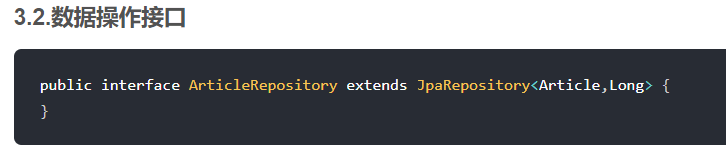 3.2.数据操作接口
public interface ArticleRepository extends JpaRepository<Article,Long> {
}